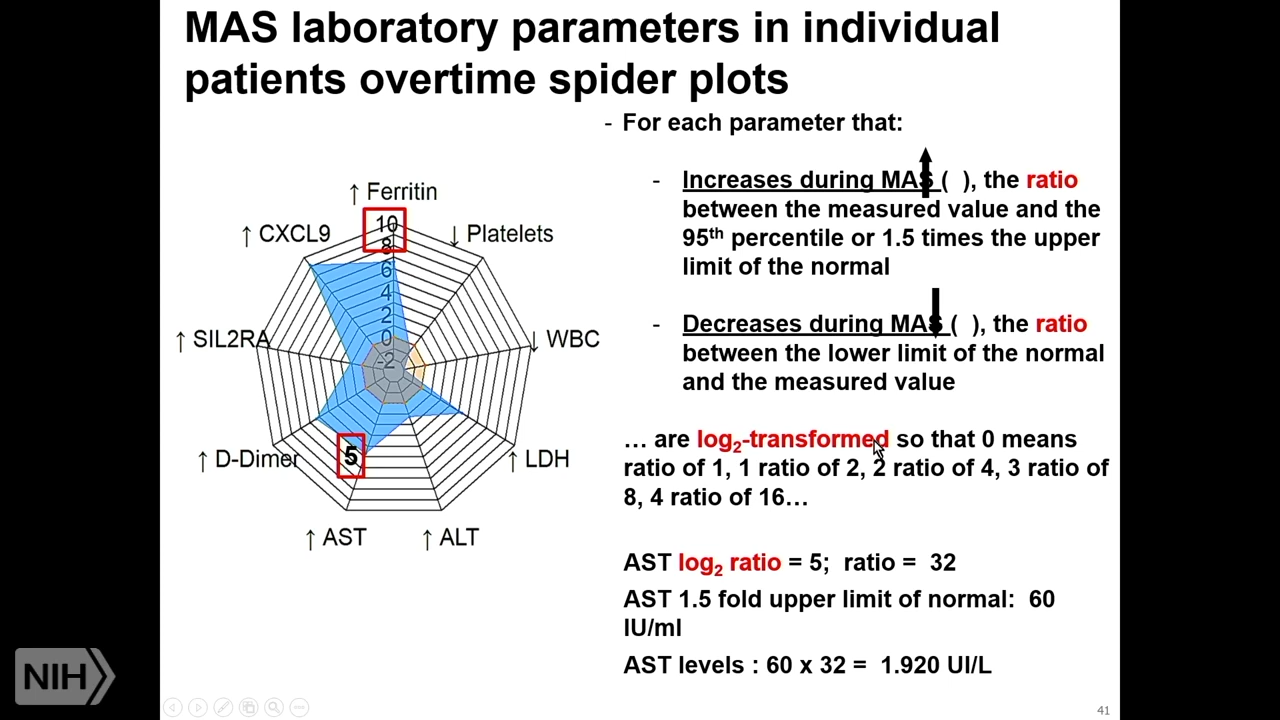 MAS laboratory parameters in individual
patients overtime spider plots
- For each parameter that:
- Increases during MAS ( ), the ratio
between the measured value and the
95th percentile or 1.5 times the upper
limit of the normal
- Decreases during MAS ( ), the ratio
between the lower limit of the normal
and the measured value
… are log2-transformed so that 0 means
ratio of 1, 1 ratio of 2, 2 ratio of 4, 3 ratio of
8, 4 ratio of 16…
AST log2 ratio = 5; ratio = 32
AST 1.5 fold upper limit of normal: 60
IU/ml
AST levels : 60 x 32 = 1.920 UI/L
↑ Ferritin
↑ CXCL9
↓ Platelets
↑ SIL2RA
↓ WBC
↑ D-Dimer
↑ LDH
↑ AST
↑ ALT
10
8
6
4
2
0
-2
5
NIH
41